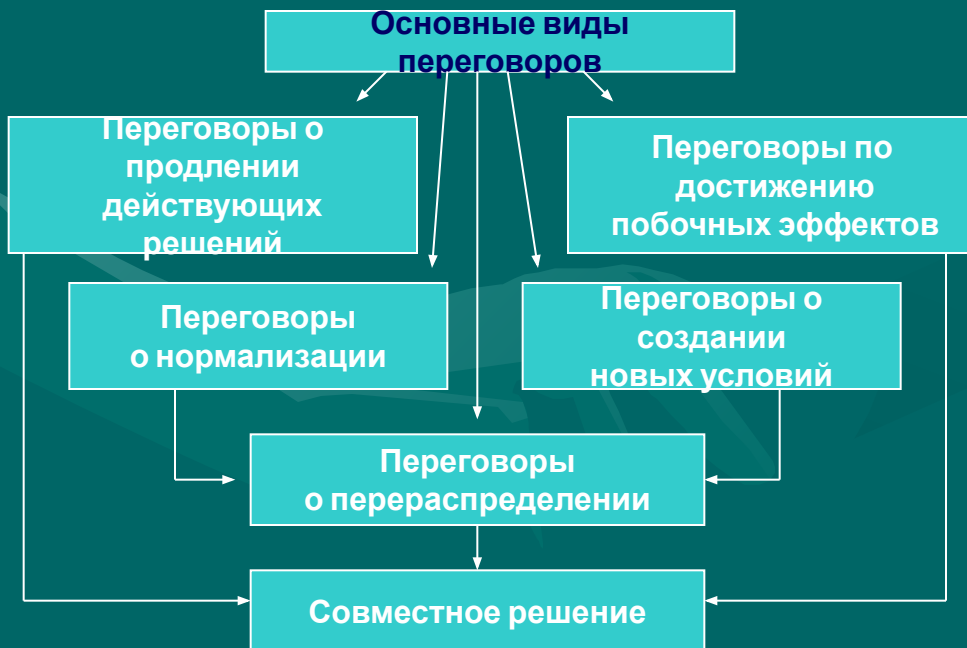 Основные виды
переговоров
Переговоры о
продлении
действующих
решений
Переговоры по
достижению
побочных эффектов
Переговоры
о нормализации
Переговоры о
создании
новых условий
Переговоры
о перераспределении
Совместное решение